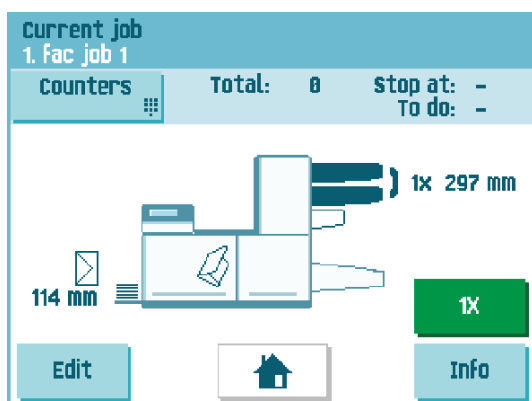 Current job
1. Fac job 1
Counters
Total: 0
Stop at: -
To do: -
1x 297 mm
114 mm
1X
Edit
Info